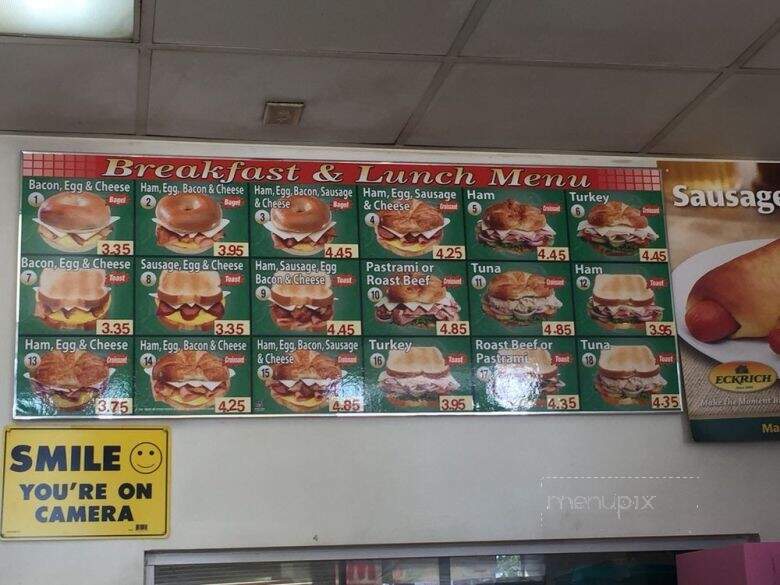 Breakfast & Lunch Menu
Bacon, Egg & Cheese
1
Bagel
3.35
Ham, Egg, Bacon & Cheese
2
Bagel
3.95
Ham, Egg, Bacon, Sausage
& Cheese
3
Bagel
4.45
Ham, Egg, Sausage
& Cheese
4
Croissant
4.25
Ham
5
Croissant
4.45
Turkey
6
Croissant
4.45
Bacon, Egg & Cheese
7
Toast
3.35
Sausage, Egg & Cheese
8
Toast
3.35
Ham, Sausage, Egg
Bacon & Cheese
9
Toast
4.45
Pastrami or
Roast Beef
10
Croissant
4.85
Tuna
11
Croissant
4.85
Ham
12
Toast
3.95
Ham, Egg & Cheese
13
Croissant
3.75
Ham, Egg, Bacon & Cheese
14
Croissant
4.25
Ham, Egg, Bacon, Sausage
& Cheese
15
Croissant
4.85
Turkey
16
Toast
3.95
Roast Beef or
Pastrami
17
Toast
4.35
Tuna
18
Toast
4.35
Sausage
ECKRICH
Make the Moment
Ma
SMILE
YOU'RE ON
CAMERA
menupix